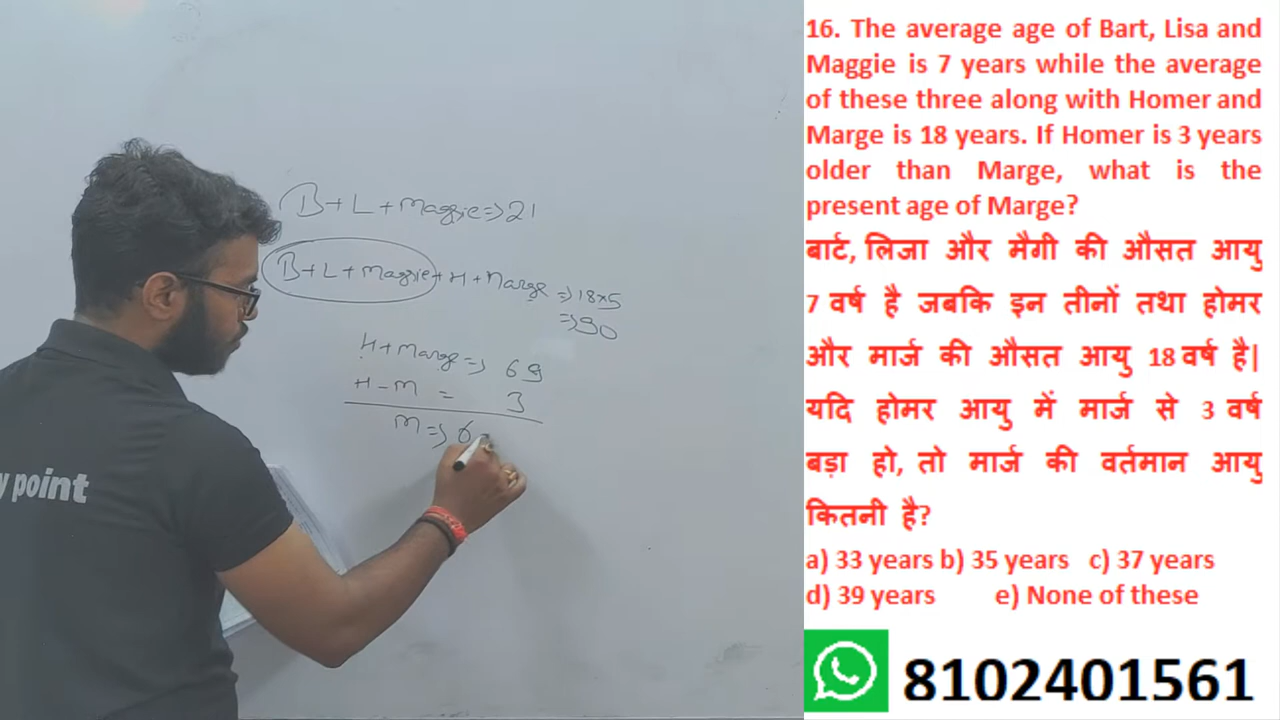 B+L+maggie⇒21
B+L+maggie+H+marge⇒18×5
⇒90
H+marge⇒69
H-m = 3
m⇒6
y point
16. The average age of Bart, Lisa and
Maggie is 7 years while the average
of these three along with Homer and
Marge is 18 years. If Homer is 3 years
older than Marge, what is the
present age of Marge?
बार्ट, लिजा और मैगी की औसत आयु
7 वर्ष है जबकि इन तीनों तथा होमर
और मार्ज की औसत आयु 18 वर्ष है|
यदि होमर आयु में मार्ज से 3 वर्ष
बड़ा हो, तो मार्ज की वर्तमान आयु
कितनी है?
a) 33 years b) 35 years c) 37 years
d) 39 years e) None of these
8102401561